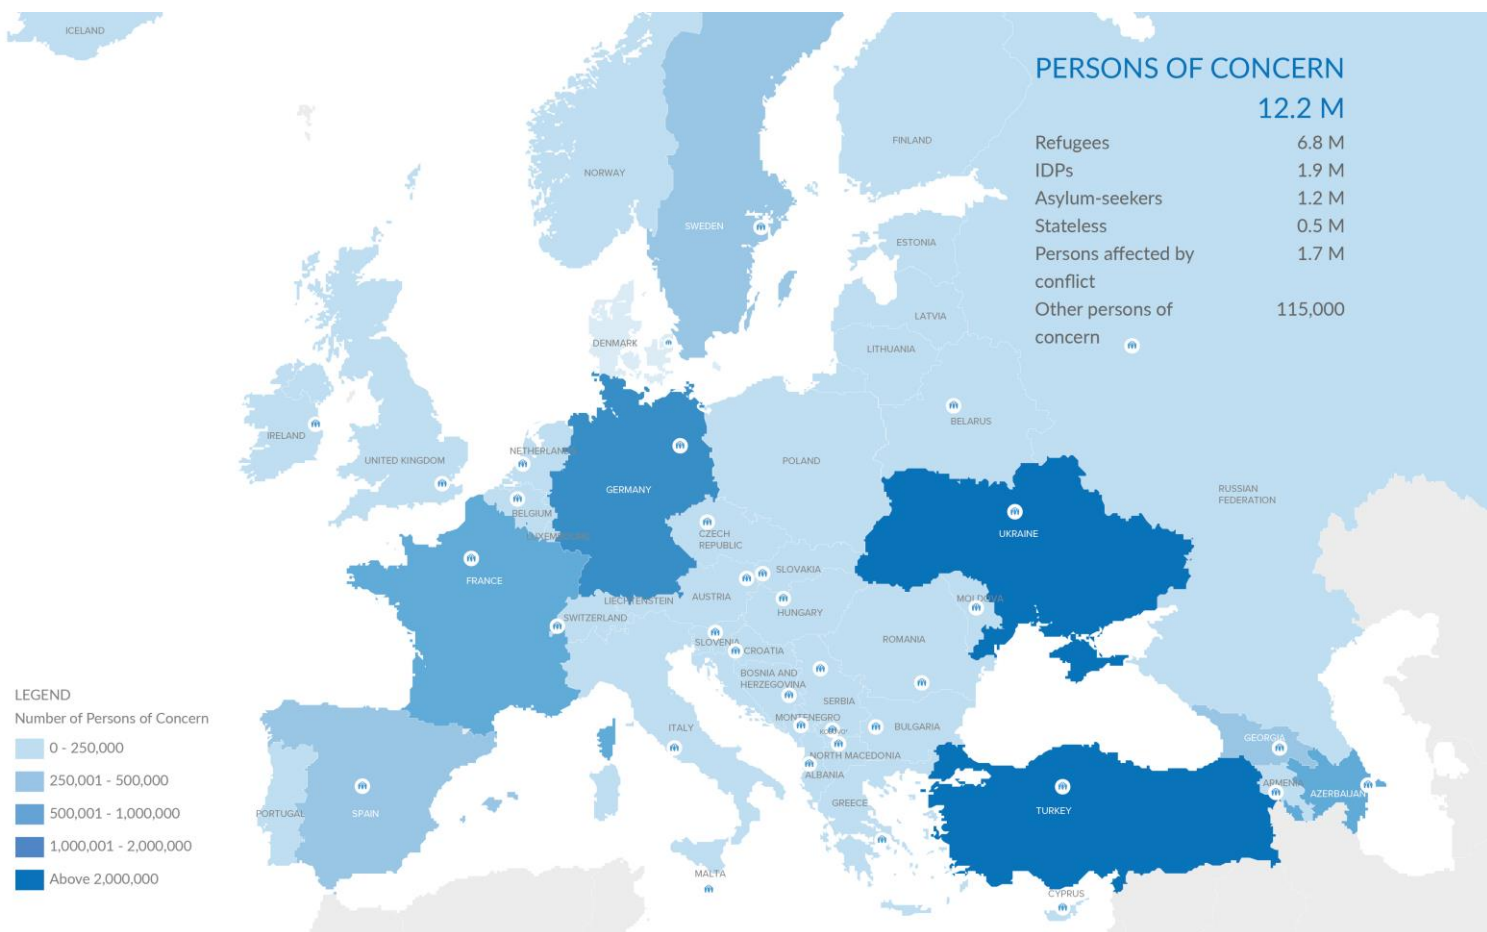 ICELAND
PERSONS OF CONCERN
12.2 M
Refugees 6.8 M
IDPs 1.9 M
Asylum-seekers 1.2 M
Stateless 0.5 M
Persons affected by 1.7 M
conflict
Other persons of 115,000
concern
FINLAND
NORWAY
SWEDEN
ESTONIA
LATVIA
DENMARK
LITHUANIA
BELARUS
IRELAND
NETHERLANDS
UNITED KINGDOM
POLAND
GERMANY
RUSSIAN
FEDERATION
BELGIUM
UKRAINE
LUXEMBOURG
CZECH
REPUBLIC
SLOVAKIA
FRANCE
AUSTRIA
LIECHTENSTEIN
MOLDOVA
HUNGARY
SWITZERLAND
ROMANIA
SLOVENIA
CROATIA
BOSNIA AND
HERZEGOVINA
SERBIA
MONTENEGRO
ITALY
BULGARIA
KOSOVO*
GEORGIA
NORTH MACEDONIA
ALBANIA
ARMENIA
AZERBAIJAN
GREECE
TURKEY
PORTUGAL
SPAIN
MALTA
CYPRUS
LEGEND
Number of Persons of Concern
0 - 250,000
250,001 - 500,000
500,001 - 1,000,000
1,000,001 - 2,000,000
Above 2,000,000